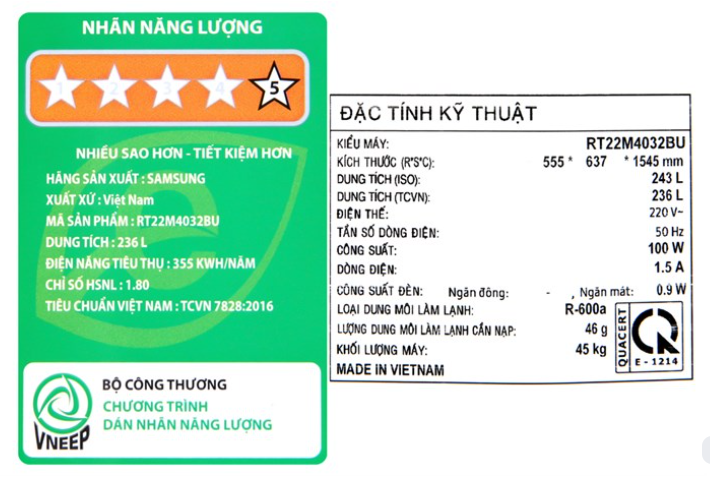 NHÃN NĂNG LƯỢNG
1 2 3 4 5
NHIỀU SAO HƠN - TIẾT KIỆM HƠN
HÃNG SẢN XUẤT : SAMSUNG
XUẤT XỨ : Việt Nam
MÃ SẢN PHẨM : RT22M4032BU
DUNG TÍCH : 236 L
ĐIỆN NĂNG TIÊU THỤ : 355 KWH/NĂM
CHỈ SỐ HSNL : 1.80
TIÊU CHUẨN VIỆT NAM : TCVN 7828:2016
VNEEP
BỘ CÔNG THƯƠNG
CHƯƠNG TRÌNH
DÁN NHÃN NĂNG LƯỢNG
ĐẶC TÍNH KỸ THUẬT
KIỂU MÁY: RT22M4032BU
KÍCH THƯỚC (R*S*C): 555 * 637 * 1545 mm
DUNG TÍCH (ISO): 243 L
DUNG TÍCH (TCVN): 236 L
ĐIỆN THẾ: 220 V~
TẦN SỐ DÒNG ĐIỆN: 50 Hz
CÔNG SUẤT: 100 W
DÒNG ĐIỆN: 1.5 A
CÔNG SUẤT ĐÈN: Ngăn đông: - , Ngăn mát: 0.9 W
LOẠI DUNG MÔI LÀM LẠNH: R-600a
LƯỢNG DUNG MÔI LÀM LẠNH CẦN NẠP: 46 g
KHỐI LƯỢNG MÁY: 45 kg
MADE IN VIETNAM
QUACERT
E - 1214